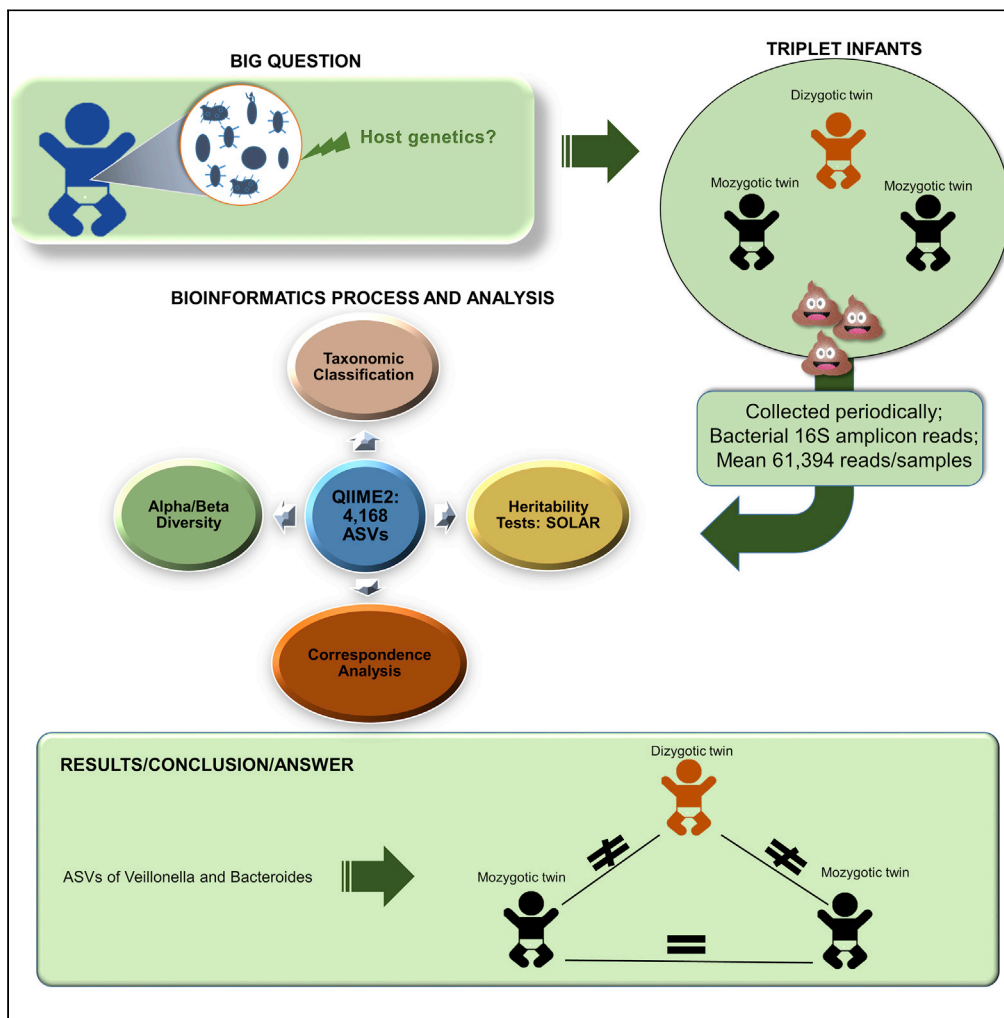 BIG QUESTION
Host genetics?
TRIPLET INFANTS
Dizygotic twin
Mozygotic twin
Mozygotic twin
Collected periodically;
Bacterial 16S amplicon reads;
Mean 61,394 reads/samples
BIOINFORMATICS PROCESS AND ANALYSIS
Taxonomic
Classification
Alpha/Beta
Diversity
QIIME2:
4,168
ASVs
Heritability
Tests: SOLAR
Correspondence
Analysis
RESULTS/CONCLUSION/ANSWER
ASVs of Veillonella and Bacteroides
Dizygotic twin
≠
≠
Mozygotic twin
Mozygotic twin
=